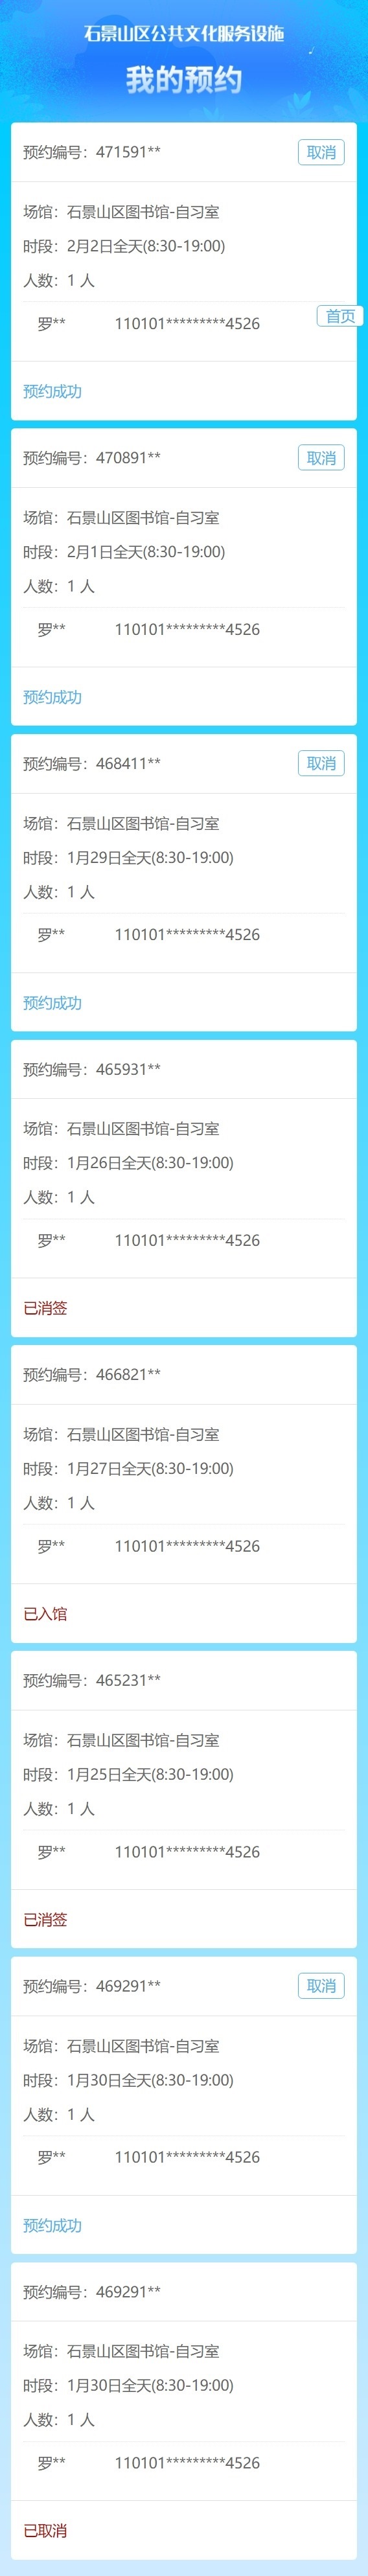 石景山区公共文化服务设施
我的预约
预约编号：471591** 取消
场馆：石景山区图书馆-自习室
时段：2月2日全天(8:30-19:00)
人数：1 人
首页
罗** 110101*********4526
预约成功
预约编号：470891** 取消
场馆：石景山区图书馆-自习室
时段：2月1日全天(8:30-19:00)
人数：1 人
罗** 110101*********4526
预约成功
预约编号：468411** 取消
场馆：石景山区图书馆-自习室
时段：1月29日全天(8:30-19:00)
人数：1 人
罗** 110101*********4526
预约成功
预约编号：465931**
场馆：石景山区图书馆-自习室
时段：1月26日全天(8:30-19:00)
人数：1 人
罗** 110101*********4526
已消签
预约编号：466821**
场馆：石景山区图书馆-自习室
时段：1月27日全天(8:30-19:00)
人数：1 人
罗** 110101*********4526
已入馆
预约编号：465231**
场馆：石景山区图书馆-自习室
时段：1月25日全天(8:30-19:00)
人数：1 人
罗** 110101*********4526
已消签
预约编号：469291** 取消
场馆：石景山区图书馆-自习室
时段：1月30日全天(8:30-19:00)
人数：1 人
罗** 110101*********4526
预约成功
预约编号：469291**
场馆：石景山区图书馆-自习室
时段：1月30日全天(8:30-19:00)
人数：1 人
罗** 110101*********4526
已取消